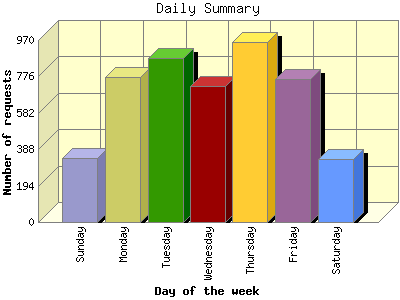 Daily Summary
970
776
582
388
194
0
Number of requests
Sunday
Monday
Tuesday
Wednesday
Thursday
Friday
Saturday
Day of the week